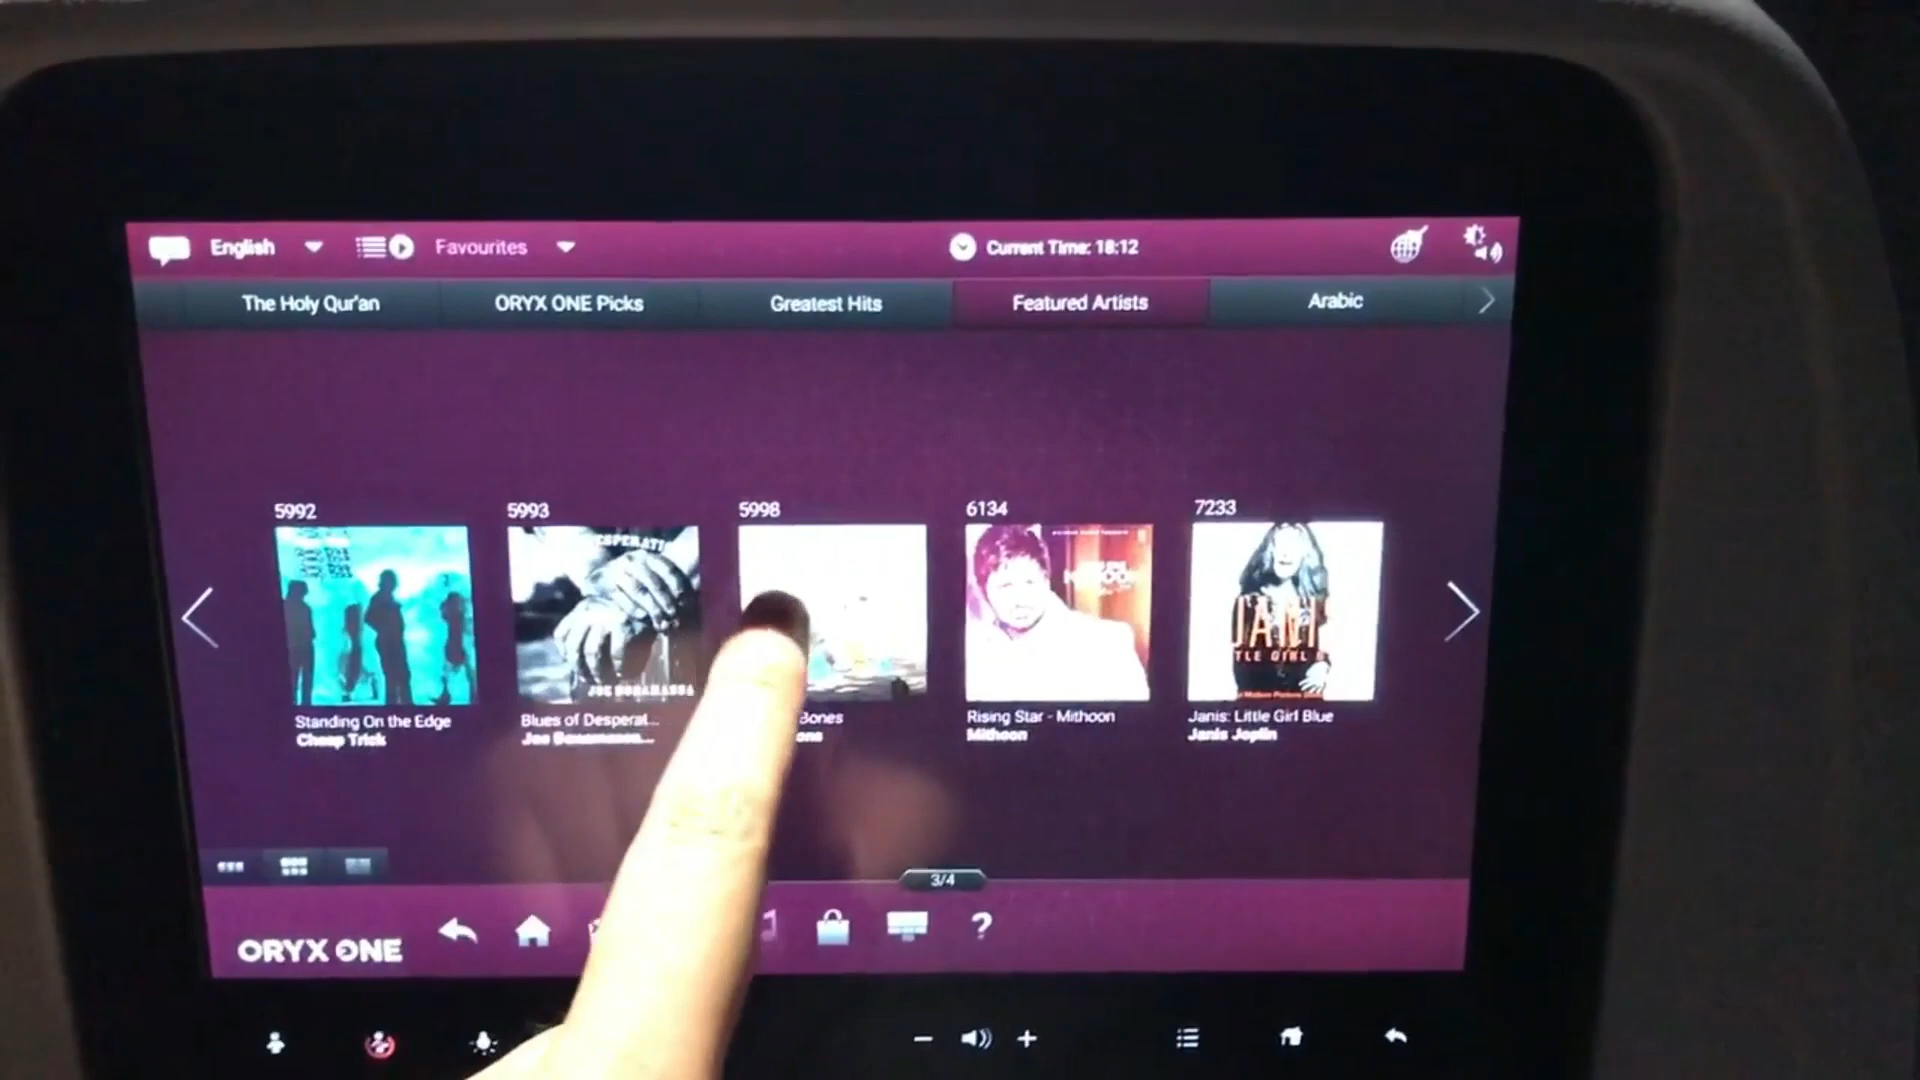 English
Favourites
Current Time: 18:12
The Holy Qur'an
ORYX ONE Picks
Greatest Hits
Featured Artists
Arabic
5992
5993
5998
6134
7233
JOE BONAMASSA
Standing On the Edge
Cheap Trick
Blues of Desperat...
Joe Bonamassa...
Bones
Rising Star - Mithoon
Mithoon
Janis: Little Girl Blue
Janis Joplin
3/4
ORYX ONE
?